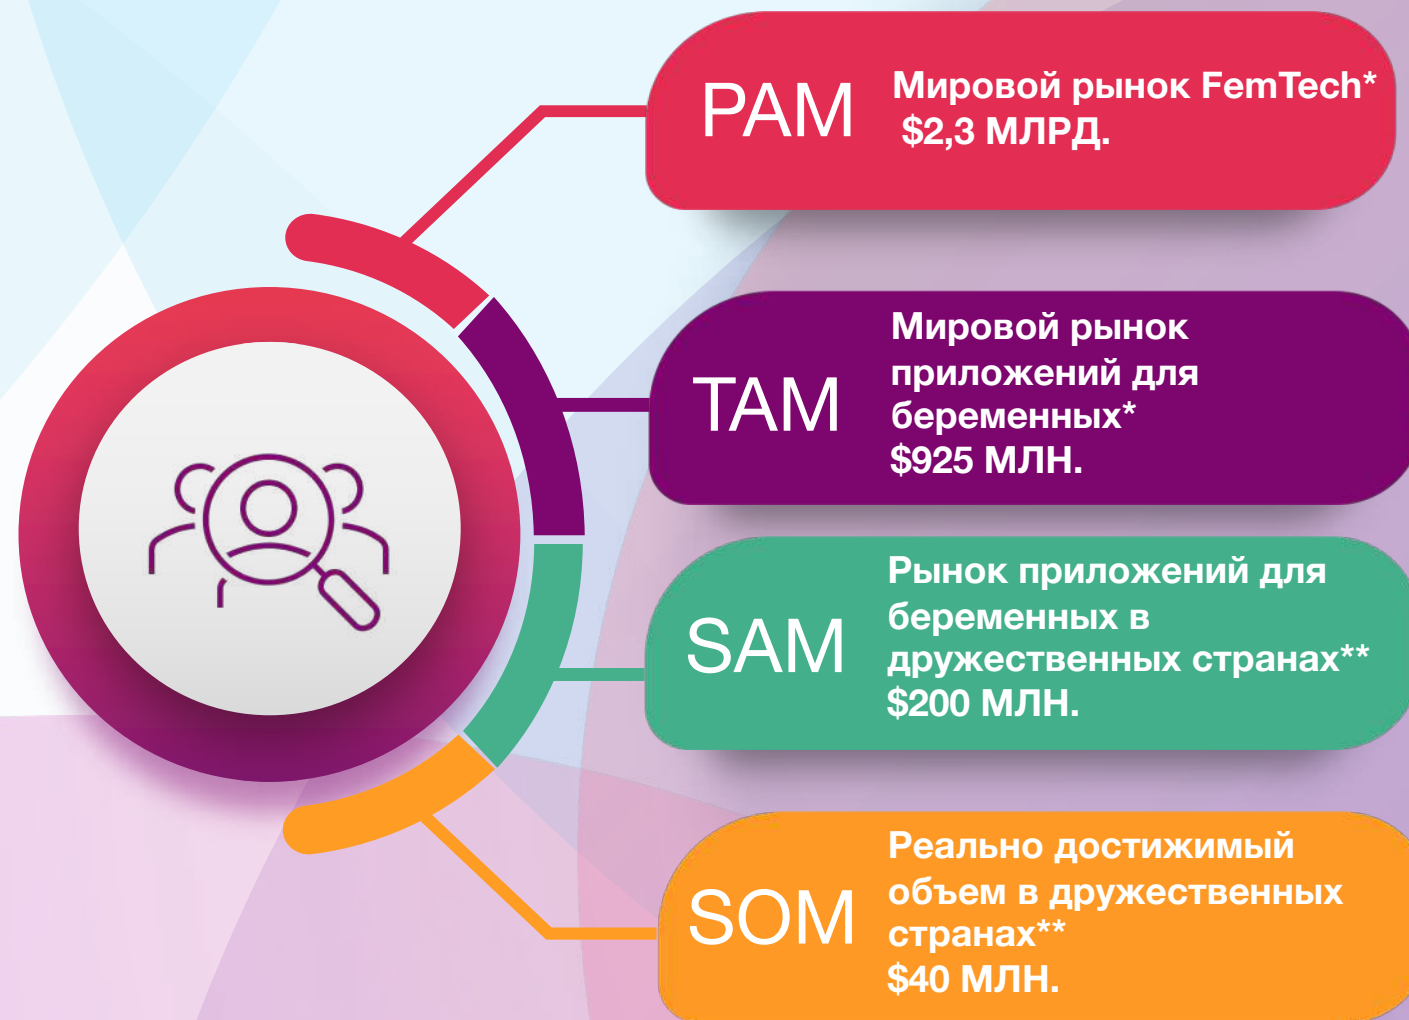 PAM
Мировой рынок FemTech*
$2,3 МЛРД.
TAM
Мировой рынок
приложений для
беременных*
$925 МЛН.
SAM
Рынок приложений для
беременных в
дружественных странах**
$200 МЛН.
SOM
Реально достижимый
объем в дружественных
странах**
$40 МЛН.